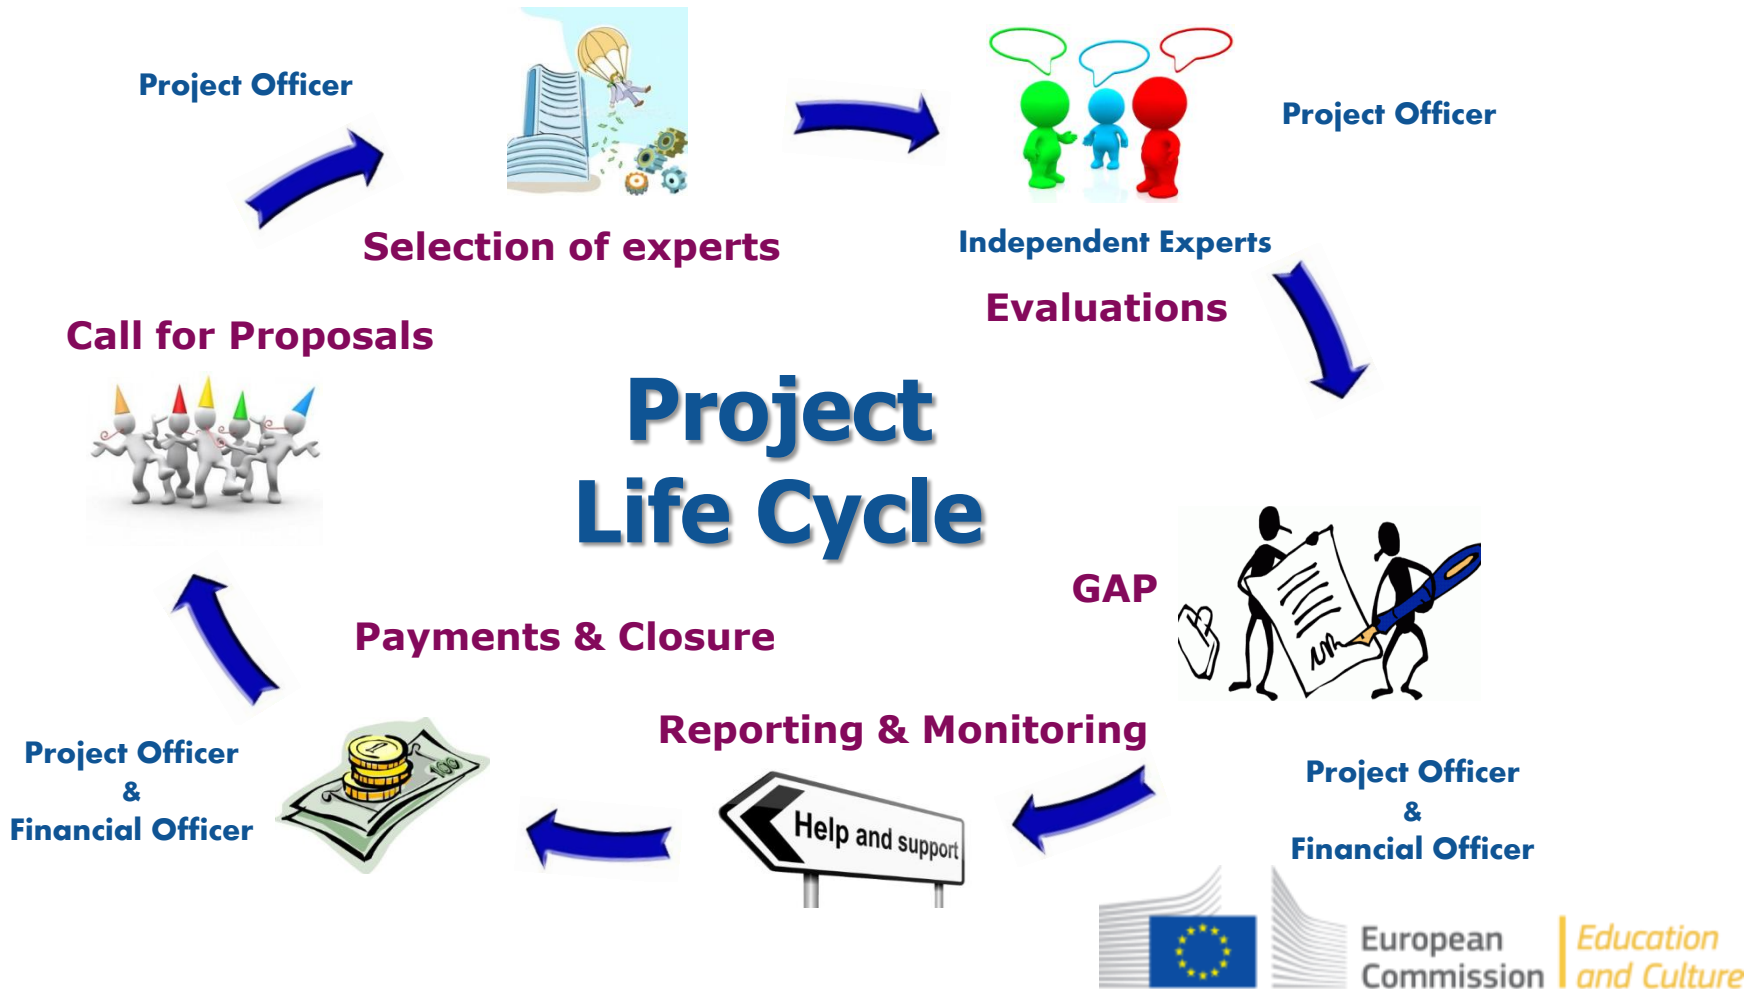 Project Officer
Project Officer
Selection of experts
Independent Experts
Evaluations
Call for Proposals
Project
Life Cycle
GAP
Payments & Closure
Reporting & Monitoring
Project Officer
&
Financial Officer
100
Help and support
Project Officer
&
Financial Officer
European
Commission
Education
and Culture